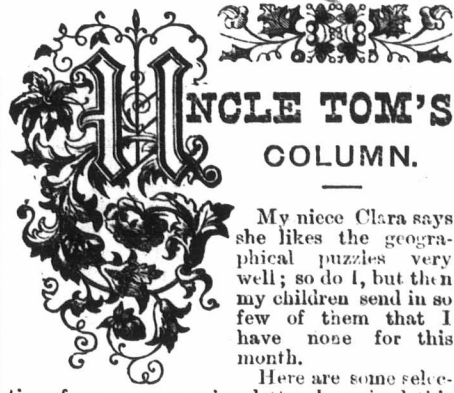 UNCLE TOM'S
COLUMN.
My niece Clara says
she likes the geogra-
phical puzzles very
well; so do I, but then
my children send in so
few of them that I
have none for this
month.
Here are some selec-